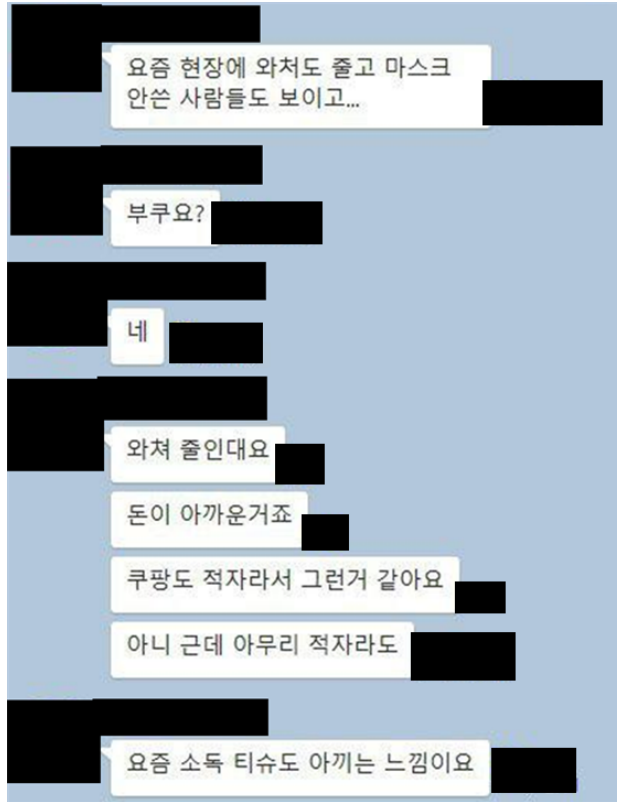 요즘 현장에 와처도 줄고 마스크
안쓴 사람들도 보이고...
부쿠요?
네
와쳐 줄인대요
돈이 아까운거죠
쿠팡도 적자라서 그런거 같아요
아니 근데 아무리 적자라도
요즘 소독 티슈도 아끼는 느낌이요